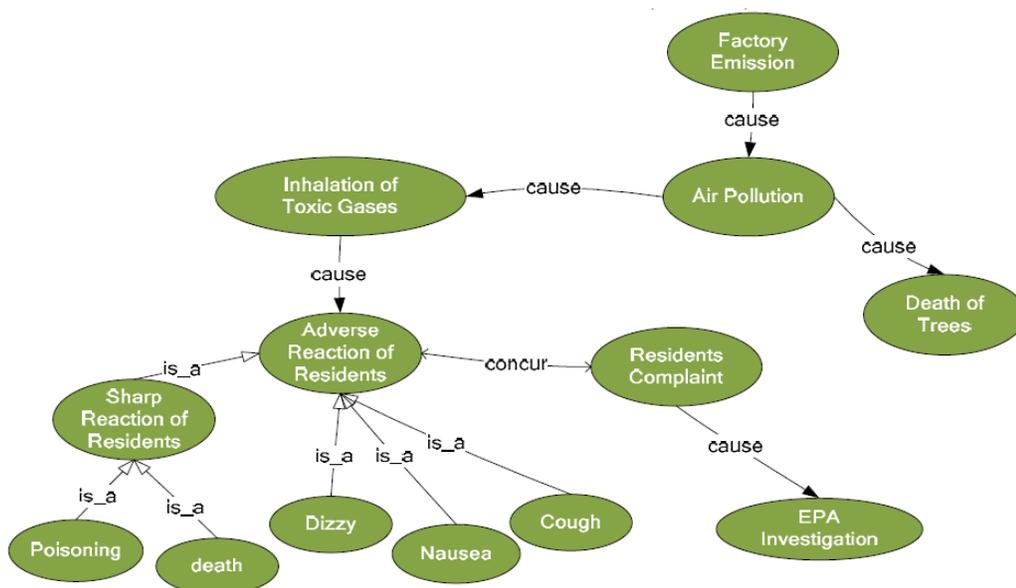 Factory
Emission
cause
Inhalation of
Toxic Gases
cause
Air Pollution
cause
cause
Death of
Trees
Adverse
Reaction of
Residents
concur
Residents
Complaint
is_a
Sharp
Reaction of
Residents
cause
is_a
is_a
is_a
is_a
is_a
Poisoning
death
Dizzy
Nausea
Cough
EPA
Investigation